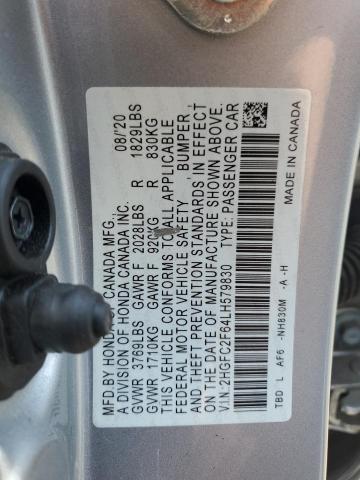 MFD BY HONDA CANADA MFG. 08/'20
A DIVISION OF HONDA CANADA INC.
GVWR 3769LBS GAWR F 2028LBS R 1829LBS
GVWR 1710KG GAWR F 920KG R 830KG
THIS VEHICLE CONFORMS TO ALL APPLICABLE
FEDERAL MOTOR VEHICLE SAFETY , BUMPER ,
AND THEFT PREVENTION STANDARDS IN EFFECT
ON THE DATE OF MANUFACTURE SHOWN ABOVE.
V.I.N.:2HGFC2F64LH579830 TYPE: PASSENGER CAR
MADE IN CANADA
TBD L AF6 -NH830M -A -H